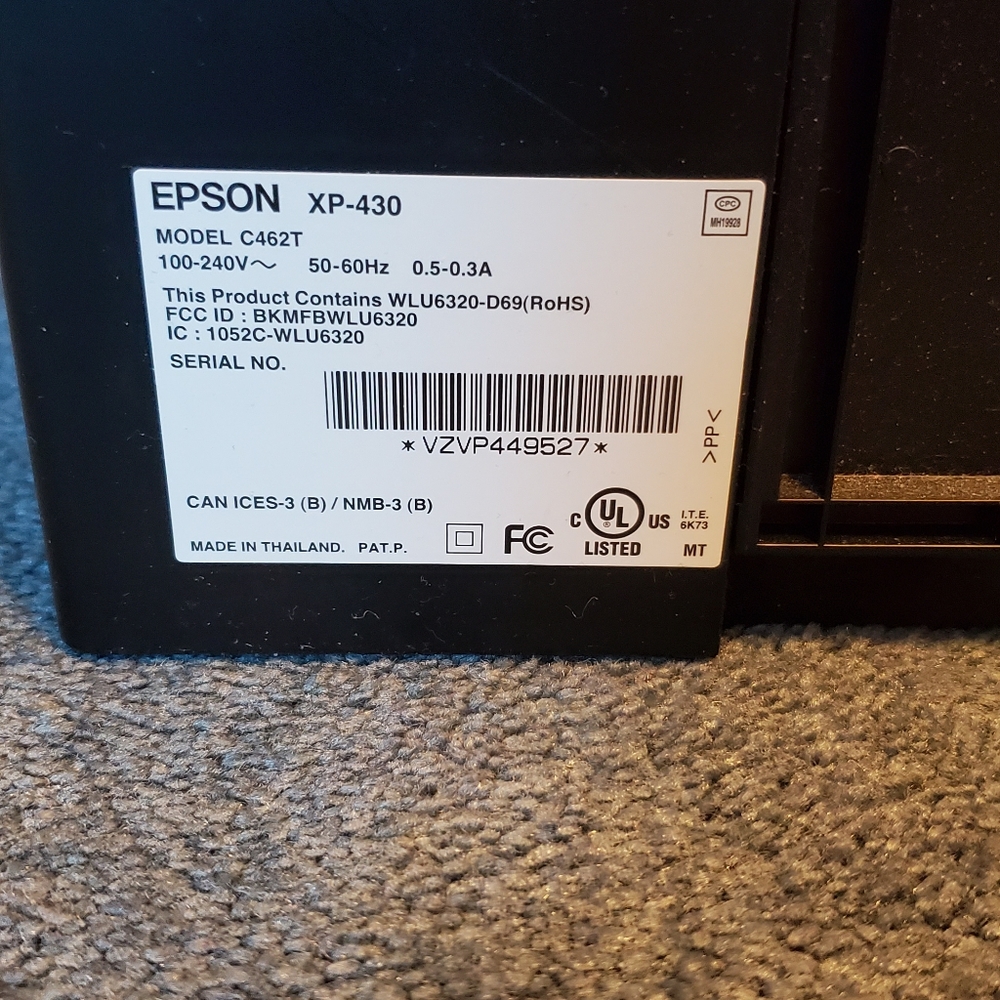 EPSON XP-430
CPC
MH19928
MODEL C462T
100-240V~ 50-60Hz 0.5-0.3A
This Product Contains WLU6320-D69(RoHS)
FCC ID : BKMFBWLU6320
IC : 1052C-WLU6320
SERIAL NO.
*VZVP449527*
>PP<
CAN ICES-3 (B) / NMB-3 (B)
C UL® US I.T.E.
6K73
LISTED
MADE IN THAILAND. PAT.P. FC MT